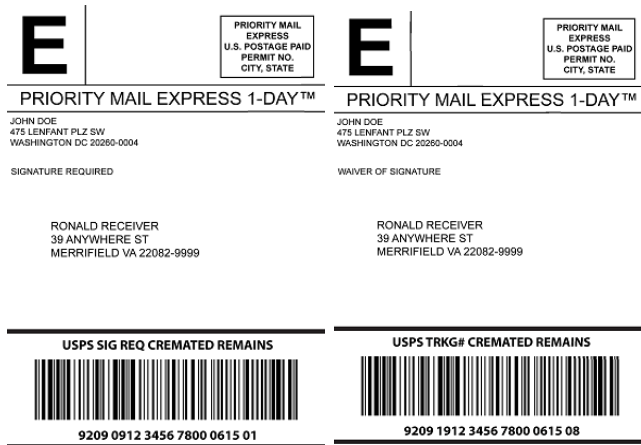 E
PRIORITY MAIL
EXPRESS
U.S. POSTAGE PAID
PERMIT NO.
CITY, STATE
PRIORITY MAIL EXPRESS 1-DAY™
JOHN DOE
475 LENFANT PLZ SW
WASHINGTON DC 20260-0004
SIGNATURE REQUIRED
RONALD RECEIVER
39 ANYWHERE ST
MERRIFIELD VA 22082-9999
USPS SIG REQ CREMATED REMAINS
9209 0912 3456 7800 0615 01
E
PRIORITY MAIL
EXPRESS
U.S. POSTAGE PAID
PERMIT NO.
CITY, STATE
PRIORITY MAIL EXPRESS 1-DAY™
JOHN DOE
475 LENFANT PLZ SW
WASHINGTON DC 20260-0004
WAIVER OF SIGNATURE
RONALD RECEIVER
39 ANYWHERE ST
MERRIFIELD VA 22082-9999
USPS TRKG# CREMATED REMAINS
9209 1912 3456 7800 0615 08